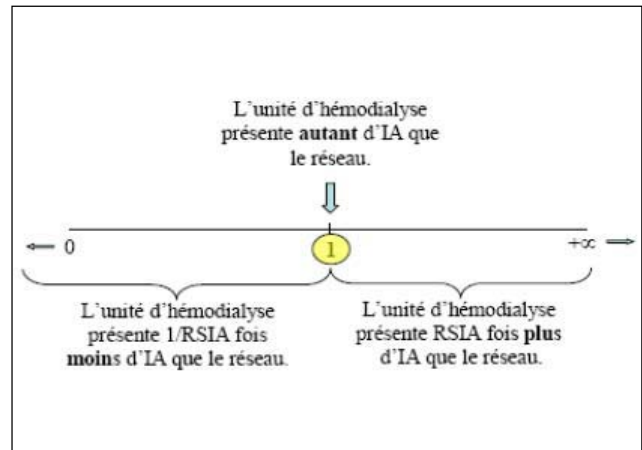 L'unité d'hémodialyse
présente autant d'IA que
le réseau.
0
1
+∝
L'unité d'hémodialyse
présente 1/RSIA fois
moins d'IA que le réseau.
L'unité d'hémodialyse
présente RSIA fois plus
d'IA que le réseau.